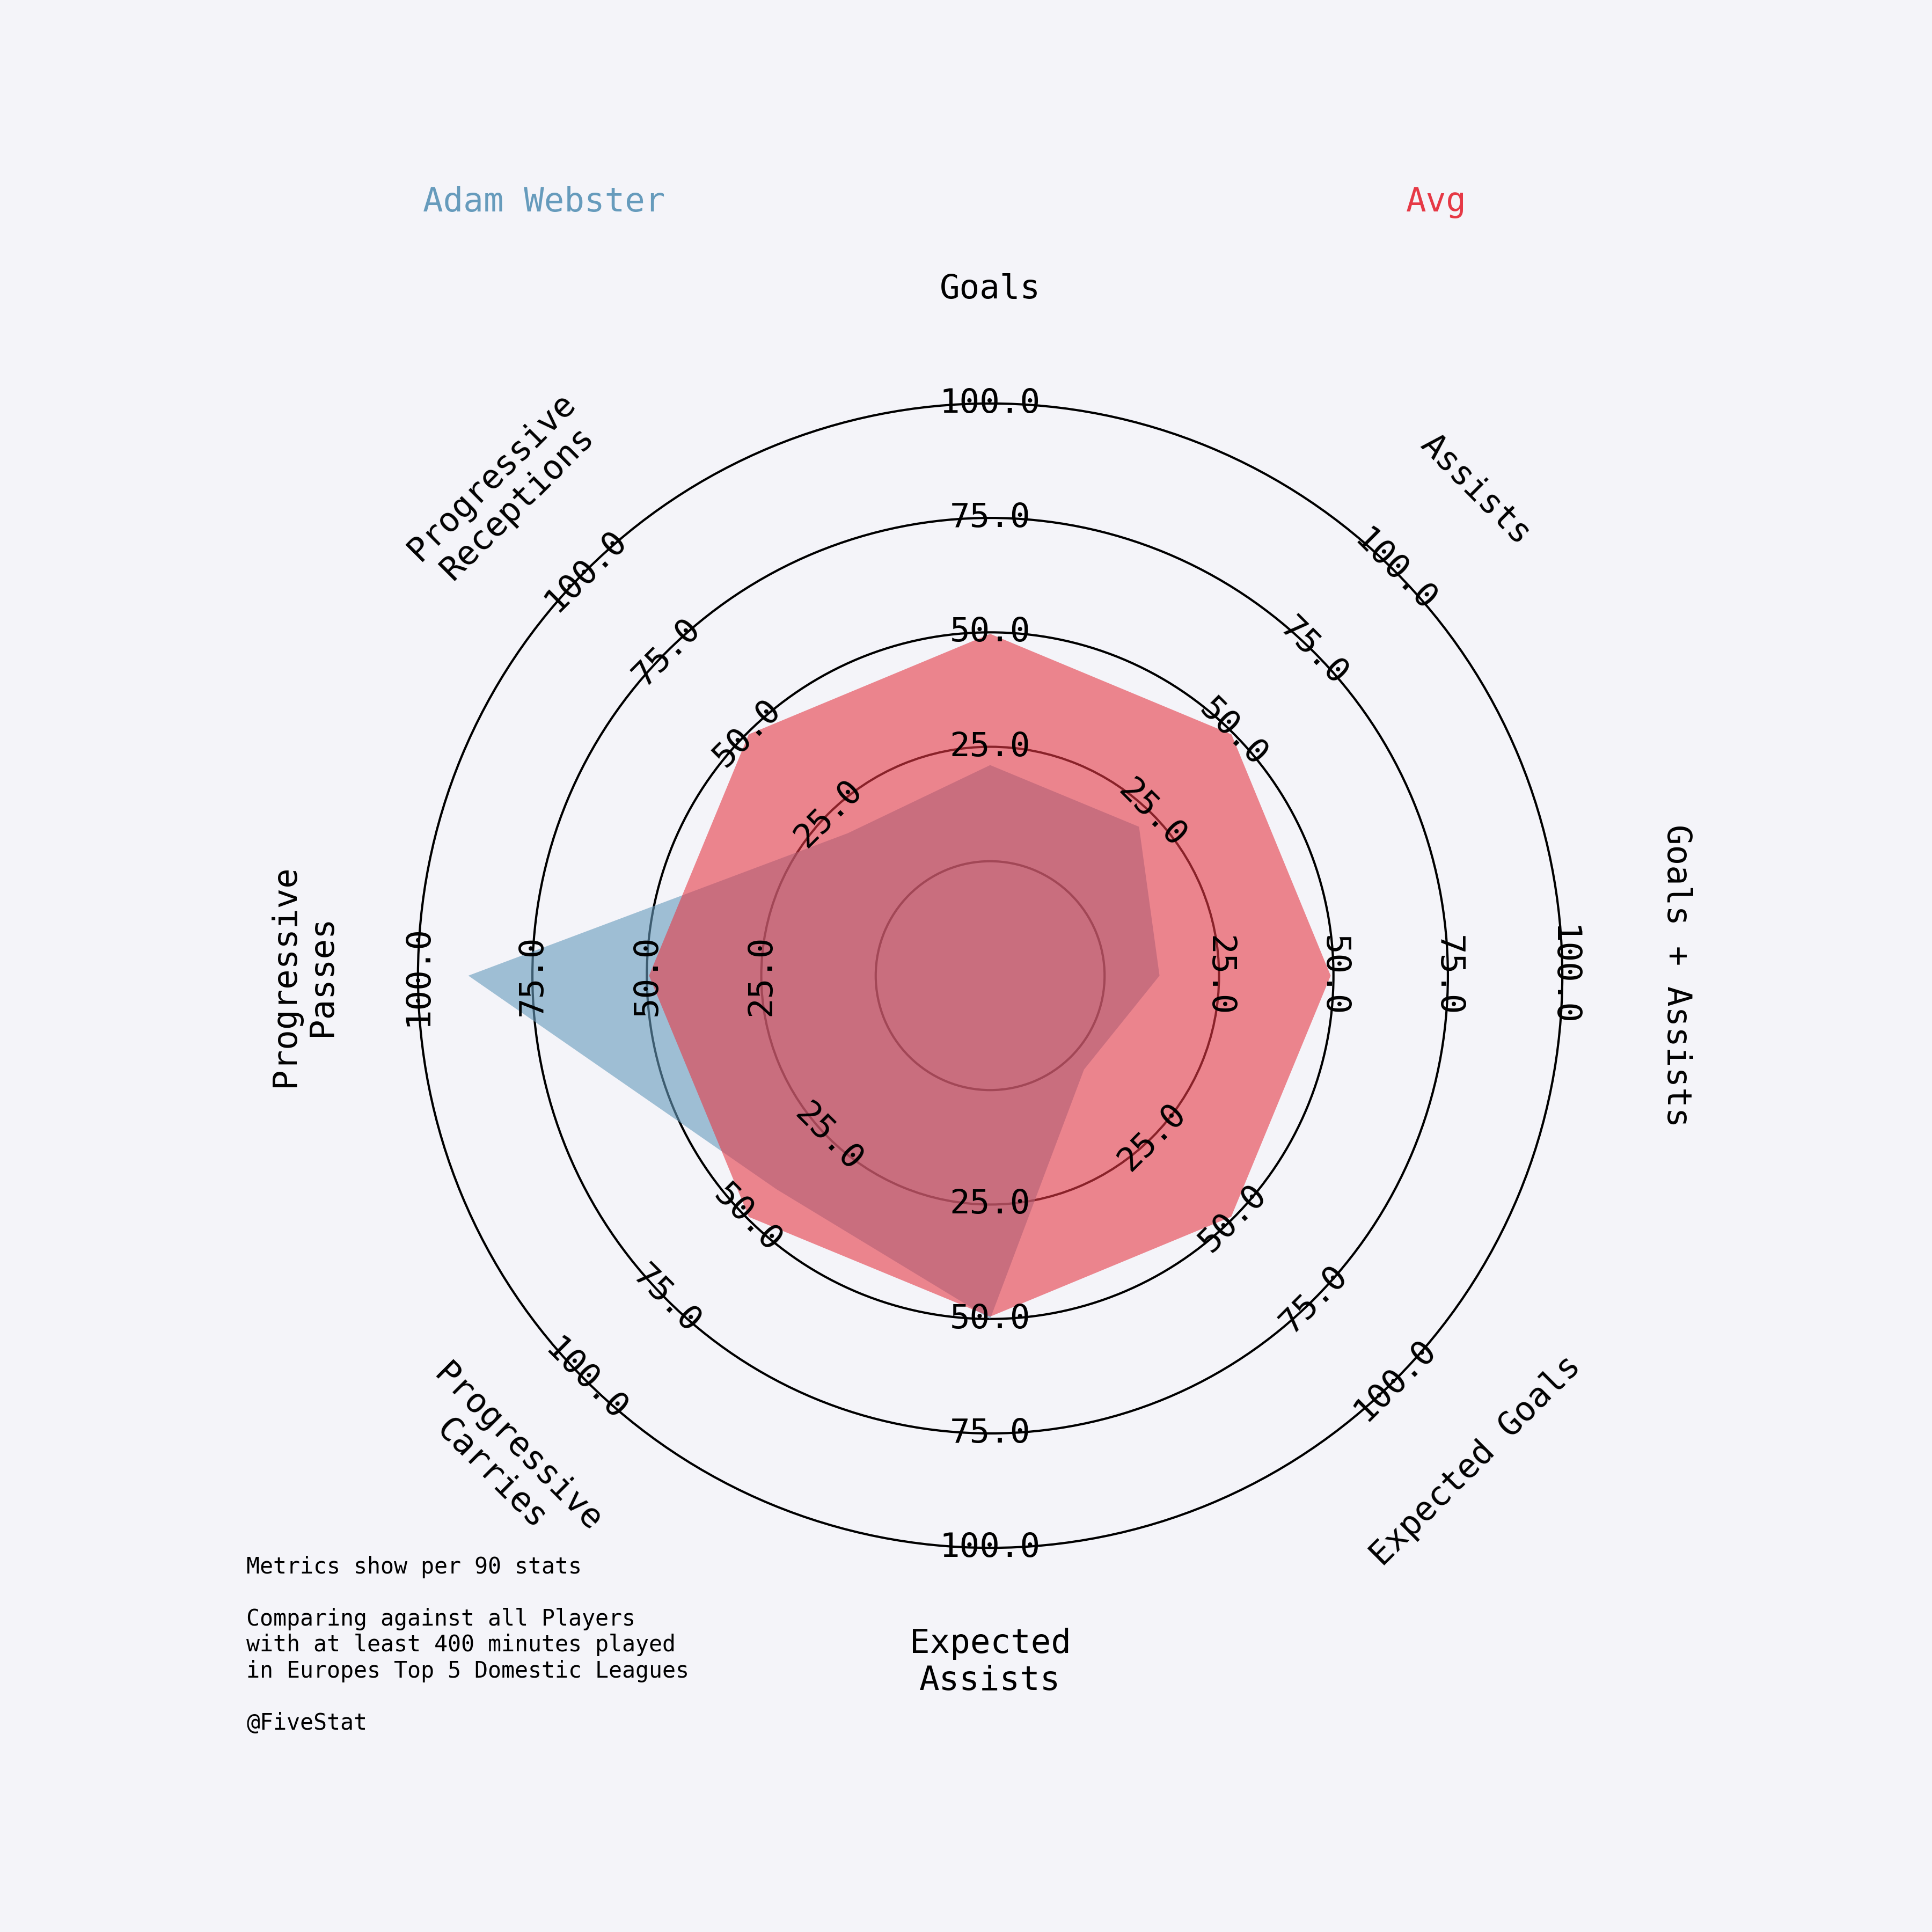 Adam Webster
Avg
Goals
Assists
Goals + Assists
Expected Goals
Expected
Assists
Progressive
Carries
Progressive
Passes
Progressive
Receptions
25.0
50.0
75.0
100.0
25.0
50.0
75.0
100.0
25.0
50.0
75.0
100.0
25.0
50.0
75.0
100.0
25.0
50.0
75.0
100.0
25.0
50.0
75.0
100.0
25.0
50.0
75.0
100.0
25.0
50.0
75.0
100.0
Metrics show per 90 stats
Comparing against all Players
with at least 400 minutes played
in Europes Top 5 Domestic Leagues
@FiveStat